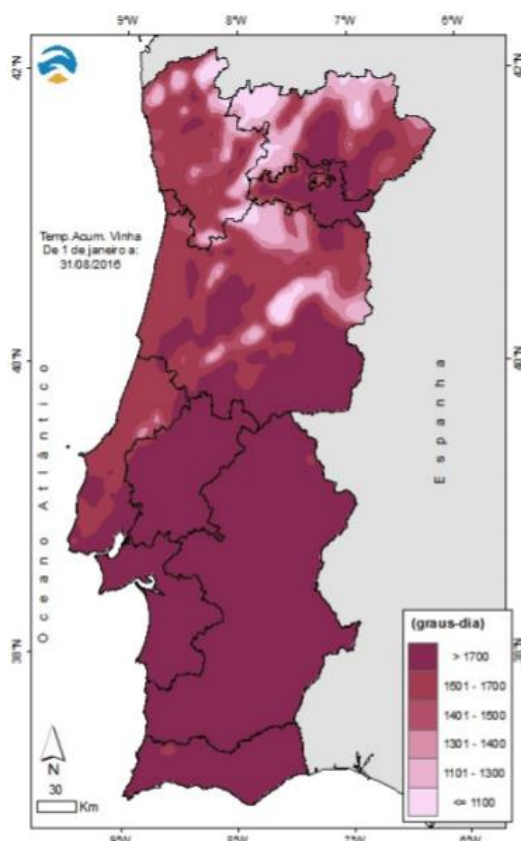 9°W 8°W 7°W 6°W
42°N 42°N
Temp.Acum. Vinha
De 1 de janeiro a:
31/08/2016
40°N 40°N
Oceano Atlântico
Espanha
38°N 38°N
(graus-dia)
> 1700
1501 - 1700
1401 - 1500
1301 - 1400
1101 - 1300
<= 1100
N
30
Km